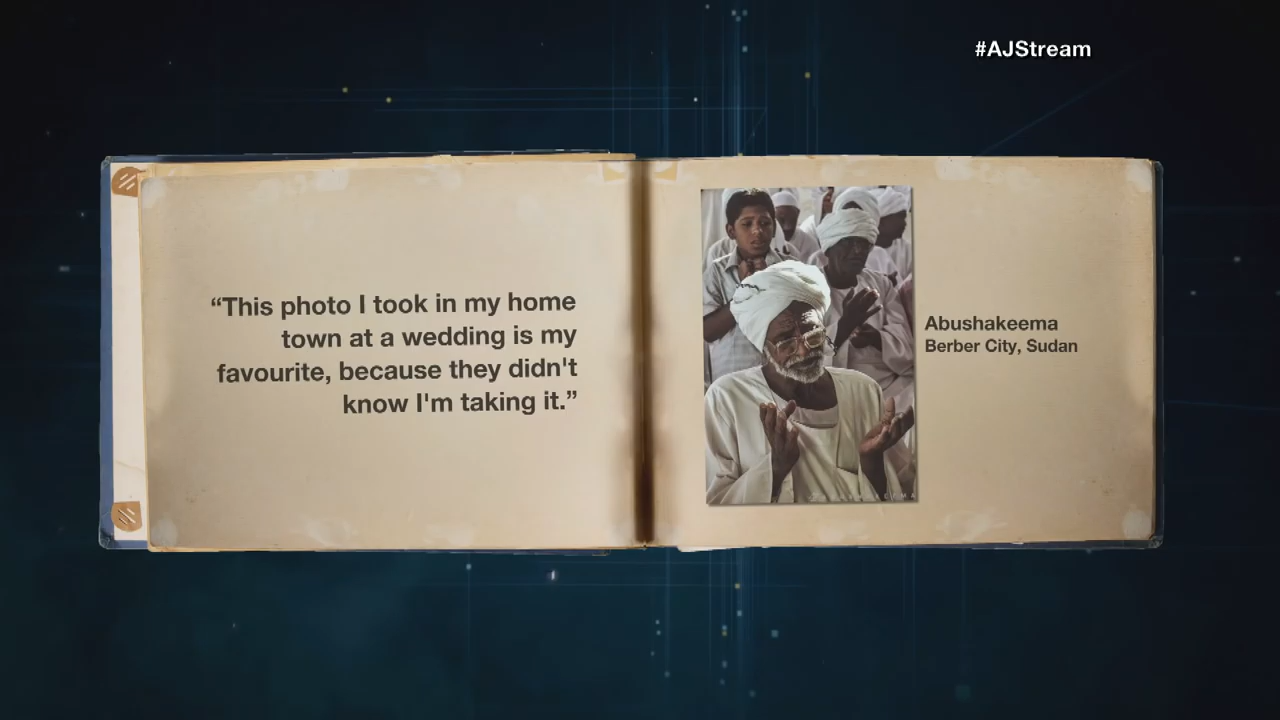 #AJStream
“This photo I took in my home
town at a wedding is my
favourite, because they didn't
know I'm taking it.”
Abushakeema
Berber City, Sudan